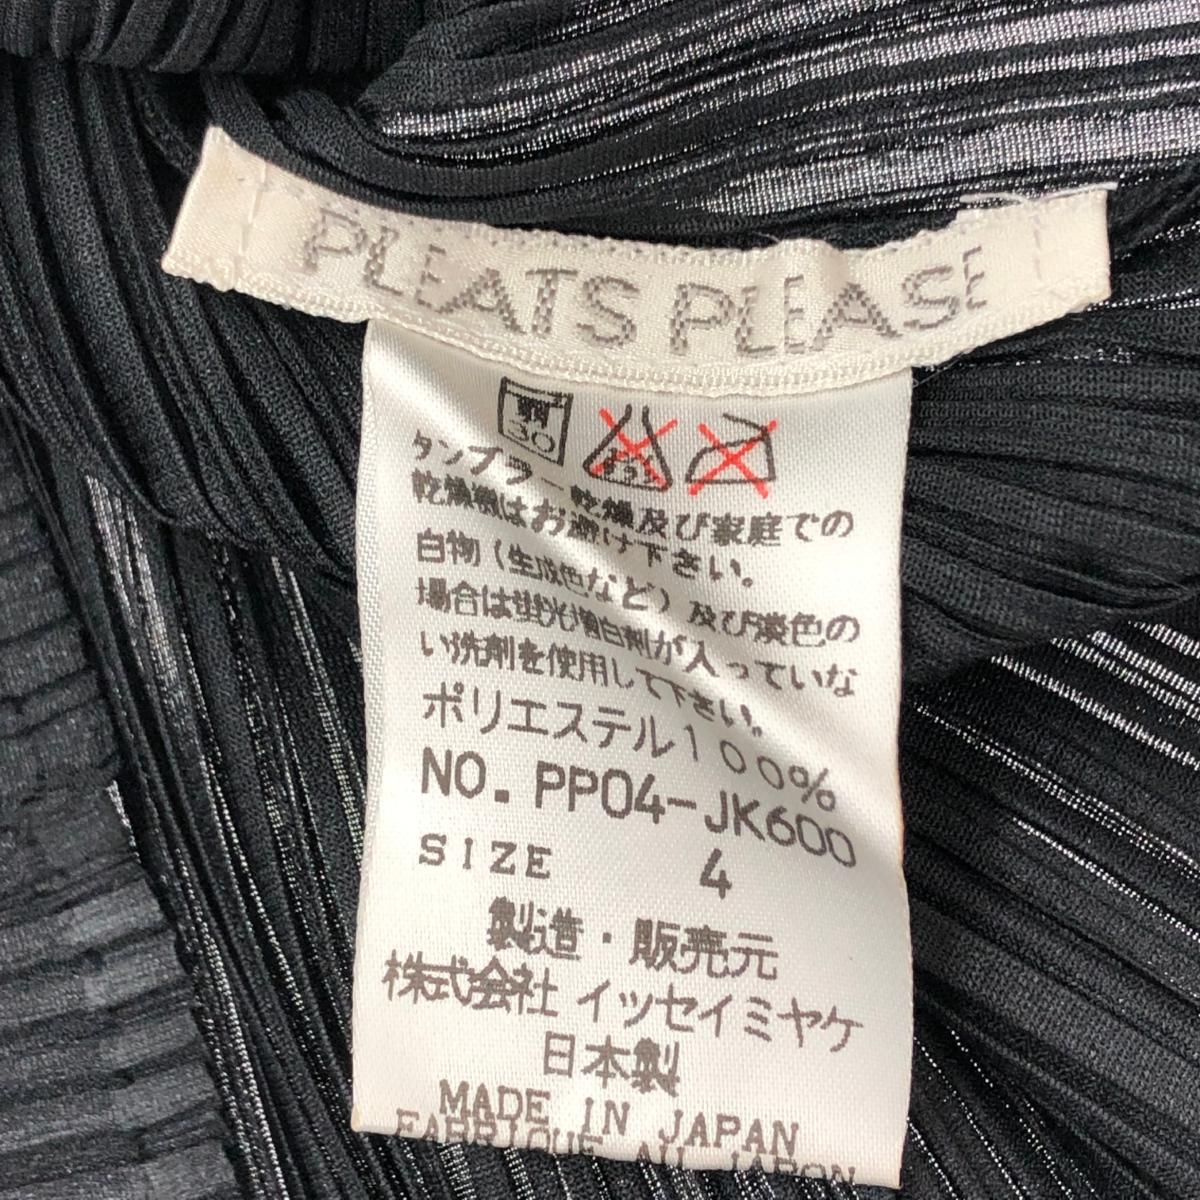 PLEATS PLEASE
弱
30
タンブラー乾燥及び家庭での
乾燥機はお避け下さい。
白物(生成色など)及び淡色の
場合は蛍光増白剤が入っていな
い洗剤を使用して下さい。
ポリエステル100%
NO. PP04-JK600
SIZE 4
製造・販売元
株式会社 イッセイミヤケ
日本製
MADE IN JAPAN
FABRIQUE AU JAPON